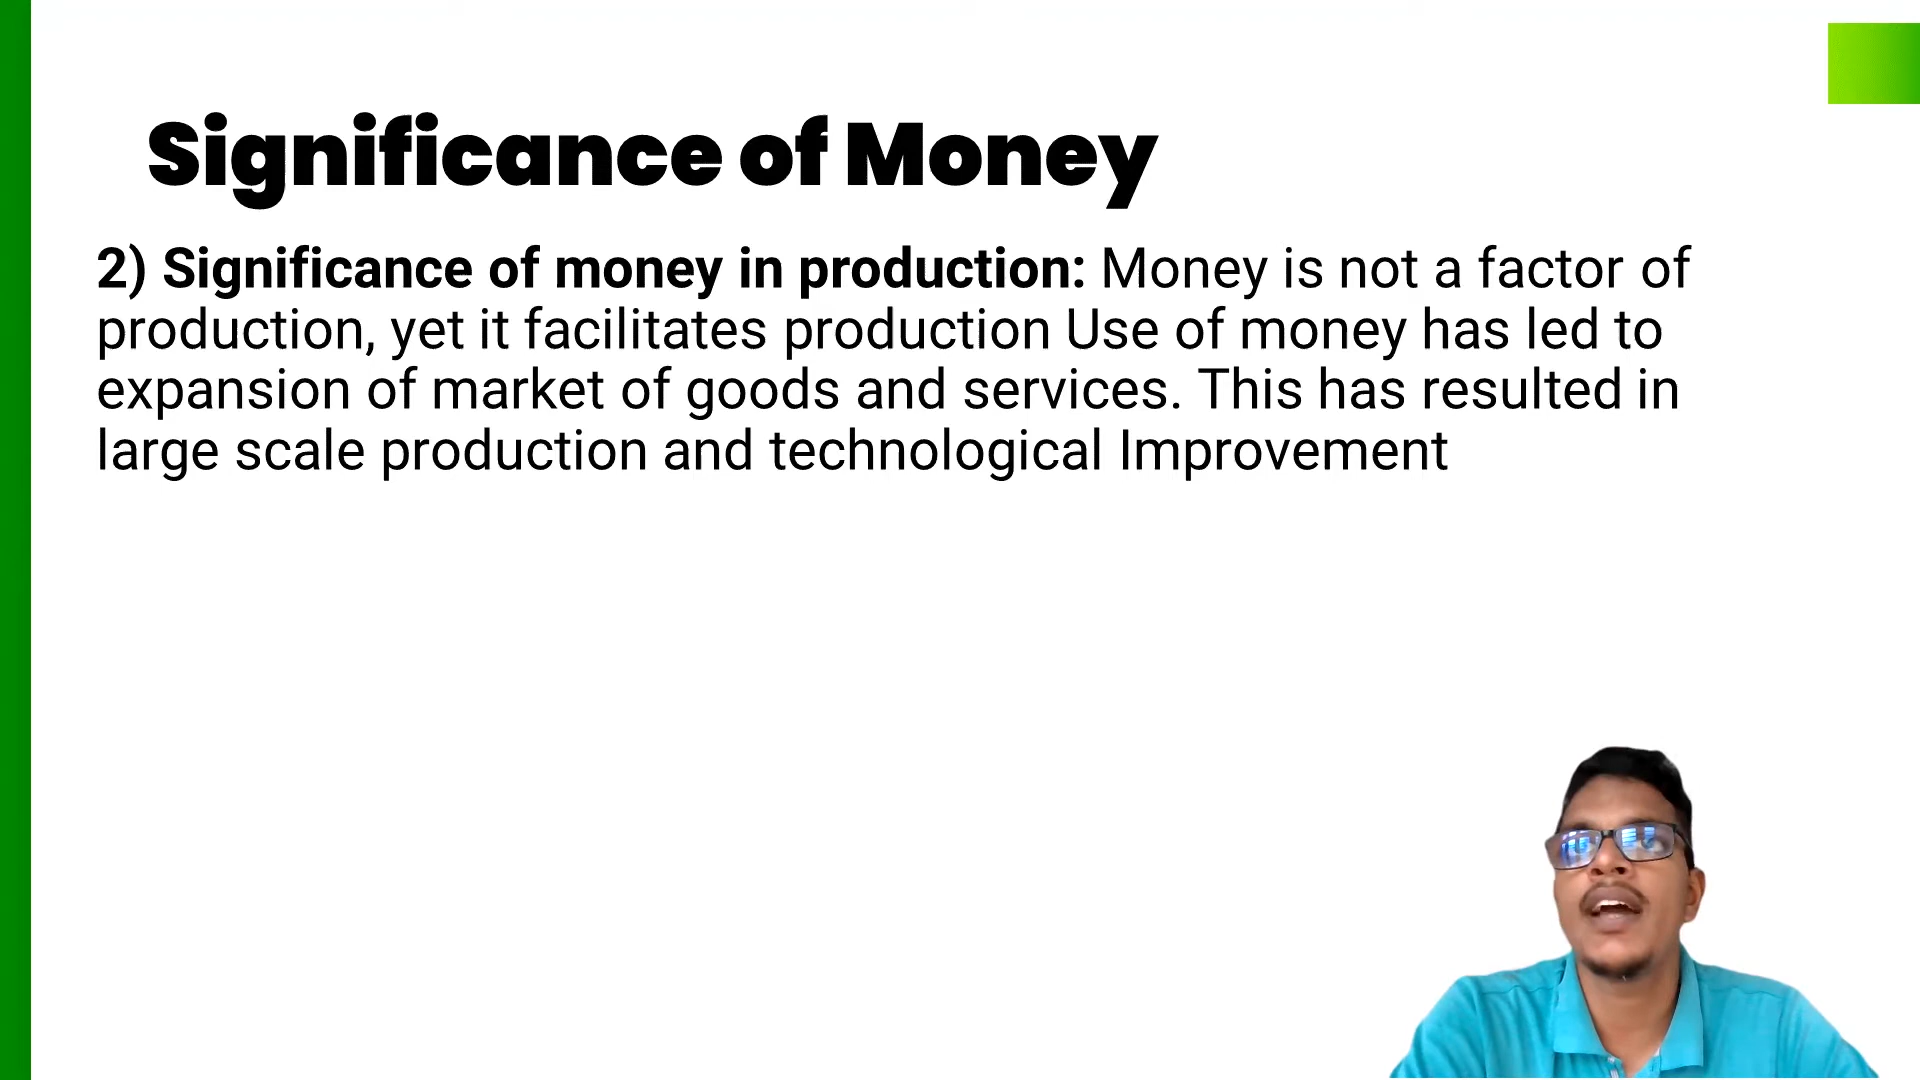 Significance of Money
2) Significance of money in production: Money is not a factor of
production, yet it facilitates production Use of money has led to
expansion of market of goods and services. This has resulted in
large scale production and technological Improvement